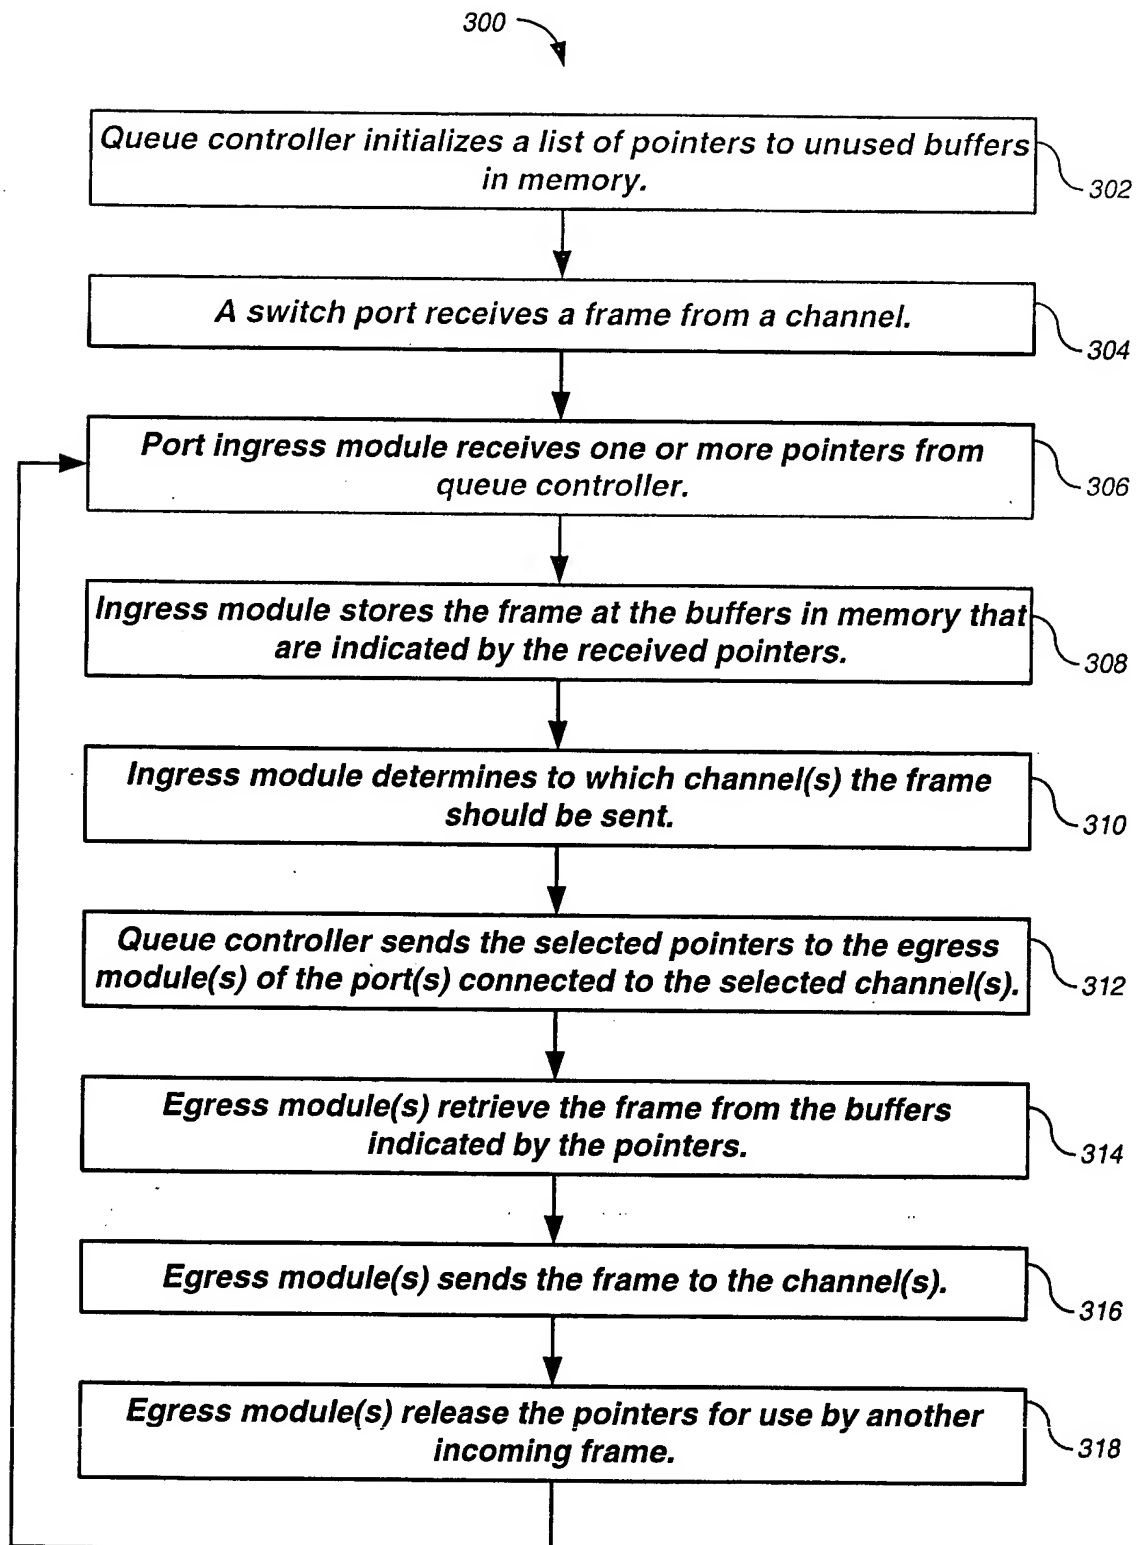 300
Queue controller initializes a list of pointers to unused buffers
in memory.
302
A switch port receives a frame from a channel.
304
Port ingress module receives one or more pointers from
queue controller.
306
Ingress module stores the frame at the buffers in memory that
are indicated by the received pointers.
308
Ingress module determines to which channel(s) the frame
should be sent.
310
Queue controller sends the selected pointers to the egress
module(s) of the port(s) connected to the selected channel(s).
312
Egress module(s) retrieve the frame from the buffers
indicated by the pointers.
314
Egress module(s) sends the frame to the channel(s).
316
Egress module(s) release the pointers for use by another
incoming frame.
318